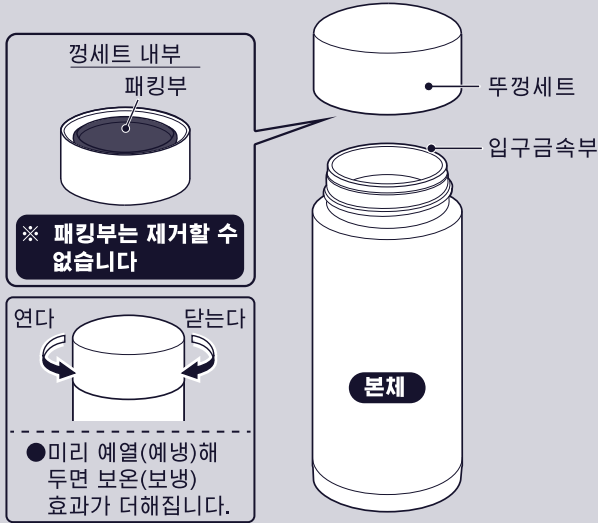 껑세트 내부
패킹부
※ 패킹부는 제거할 수
없습니다
뚜껑세트
입구금속부
본체
연다
닫는다
●미리 예열(예냉)해
두면 보온(보냉)
효과가 더해집니다.